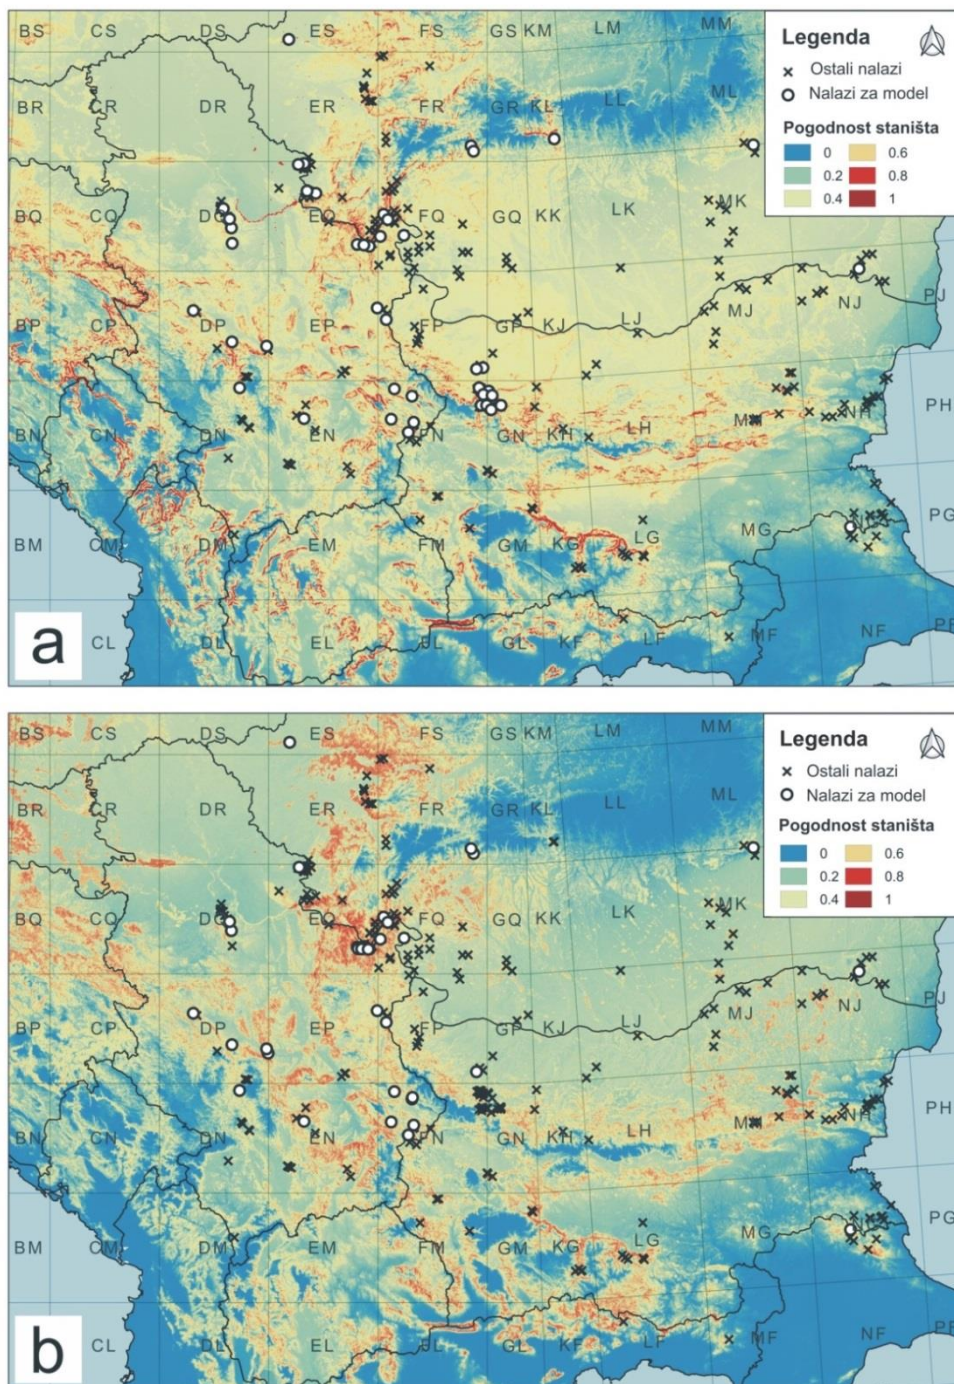 BS CS DS ES FS GS KM LM MM
Legenda
Ostali nalazi
Nalazi za model
Pogodnost staništa
0 0.6
0.2 0.8
0.4 1
BR CR DR ER FR GR KL LL ML
BQ CQ EQ FQ GQ KK LK MK
BP CP DP EP FP GP KJ LJ MJ NJ PJ
BN CN DN EN FN GN KH LH NH PH
BM CM DM EM FM GM KG LG MG PG
CL DL EL FL GL KF LF MF NF PF
a
BS CS DS ES FS GS KM LM MM
Legenda
Ostali nalazi
Nalazi za model
Pogodnost staništa
0 0.6
0.2 0.8
0.4 1
BR CR DR ER FR GR KL LL ML
BQ CQ EQ FQ GQ KK LK MK
BP CP DP EP FP GP KJ LJ MJ NJ PJ
BN CN DN EN FN GN KH LH NH PH
BM CM DM EM FM GM KG LG MG PG
CL DL EL FL GL KF LF MF NF PF
b